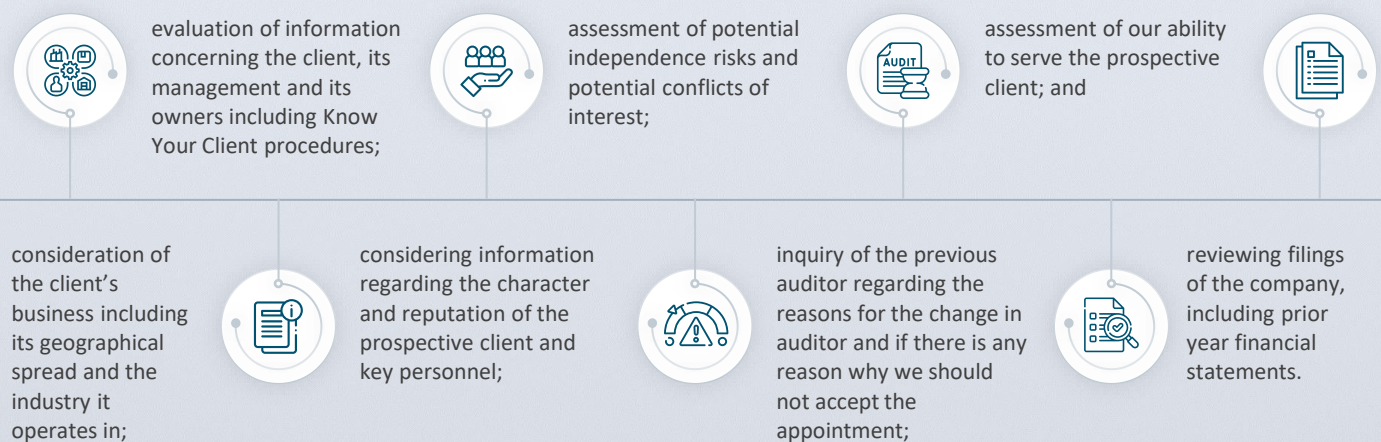 consideration of
the client’s
business including
its geographical
spread and the
industry it
operates in;
evaluation of information
concerning the client, its
management and its
owners including Know
Your Client procedures;
considering information
regarding the character
and reputation of the
prospective client and
key personnel;
assessment of potential
independence risks and
potential conflicts of
interest;
AUDIT
inquiry of the previous
auditor regarding the
reasons for the change in
auditor and if there is any
reason why we should
not accept the
appointment;
assessment of our ability
to serve the prospective
client; and
reviewing filings
of the company,
including prior
year financial
statements.